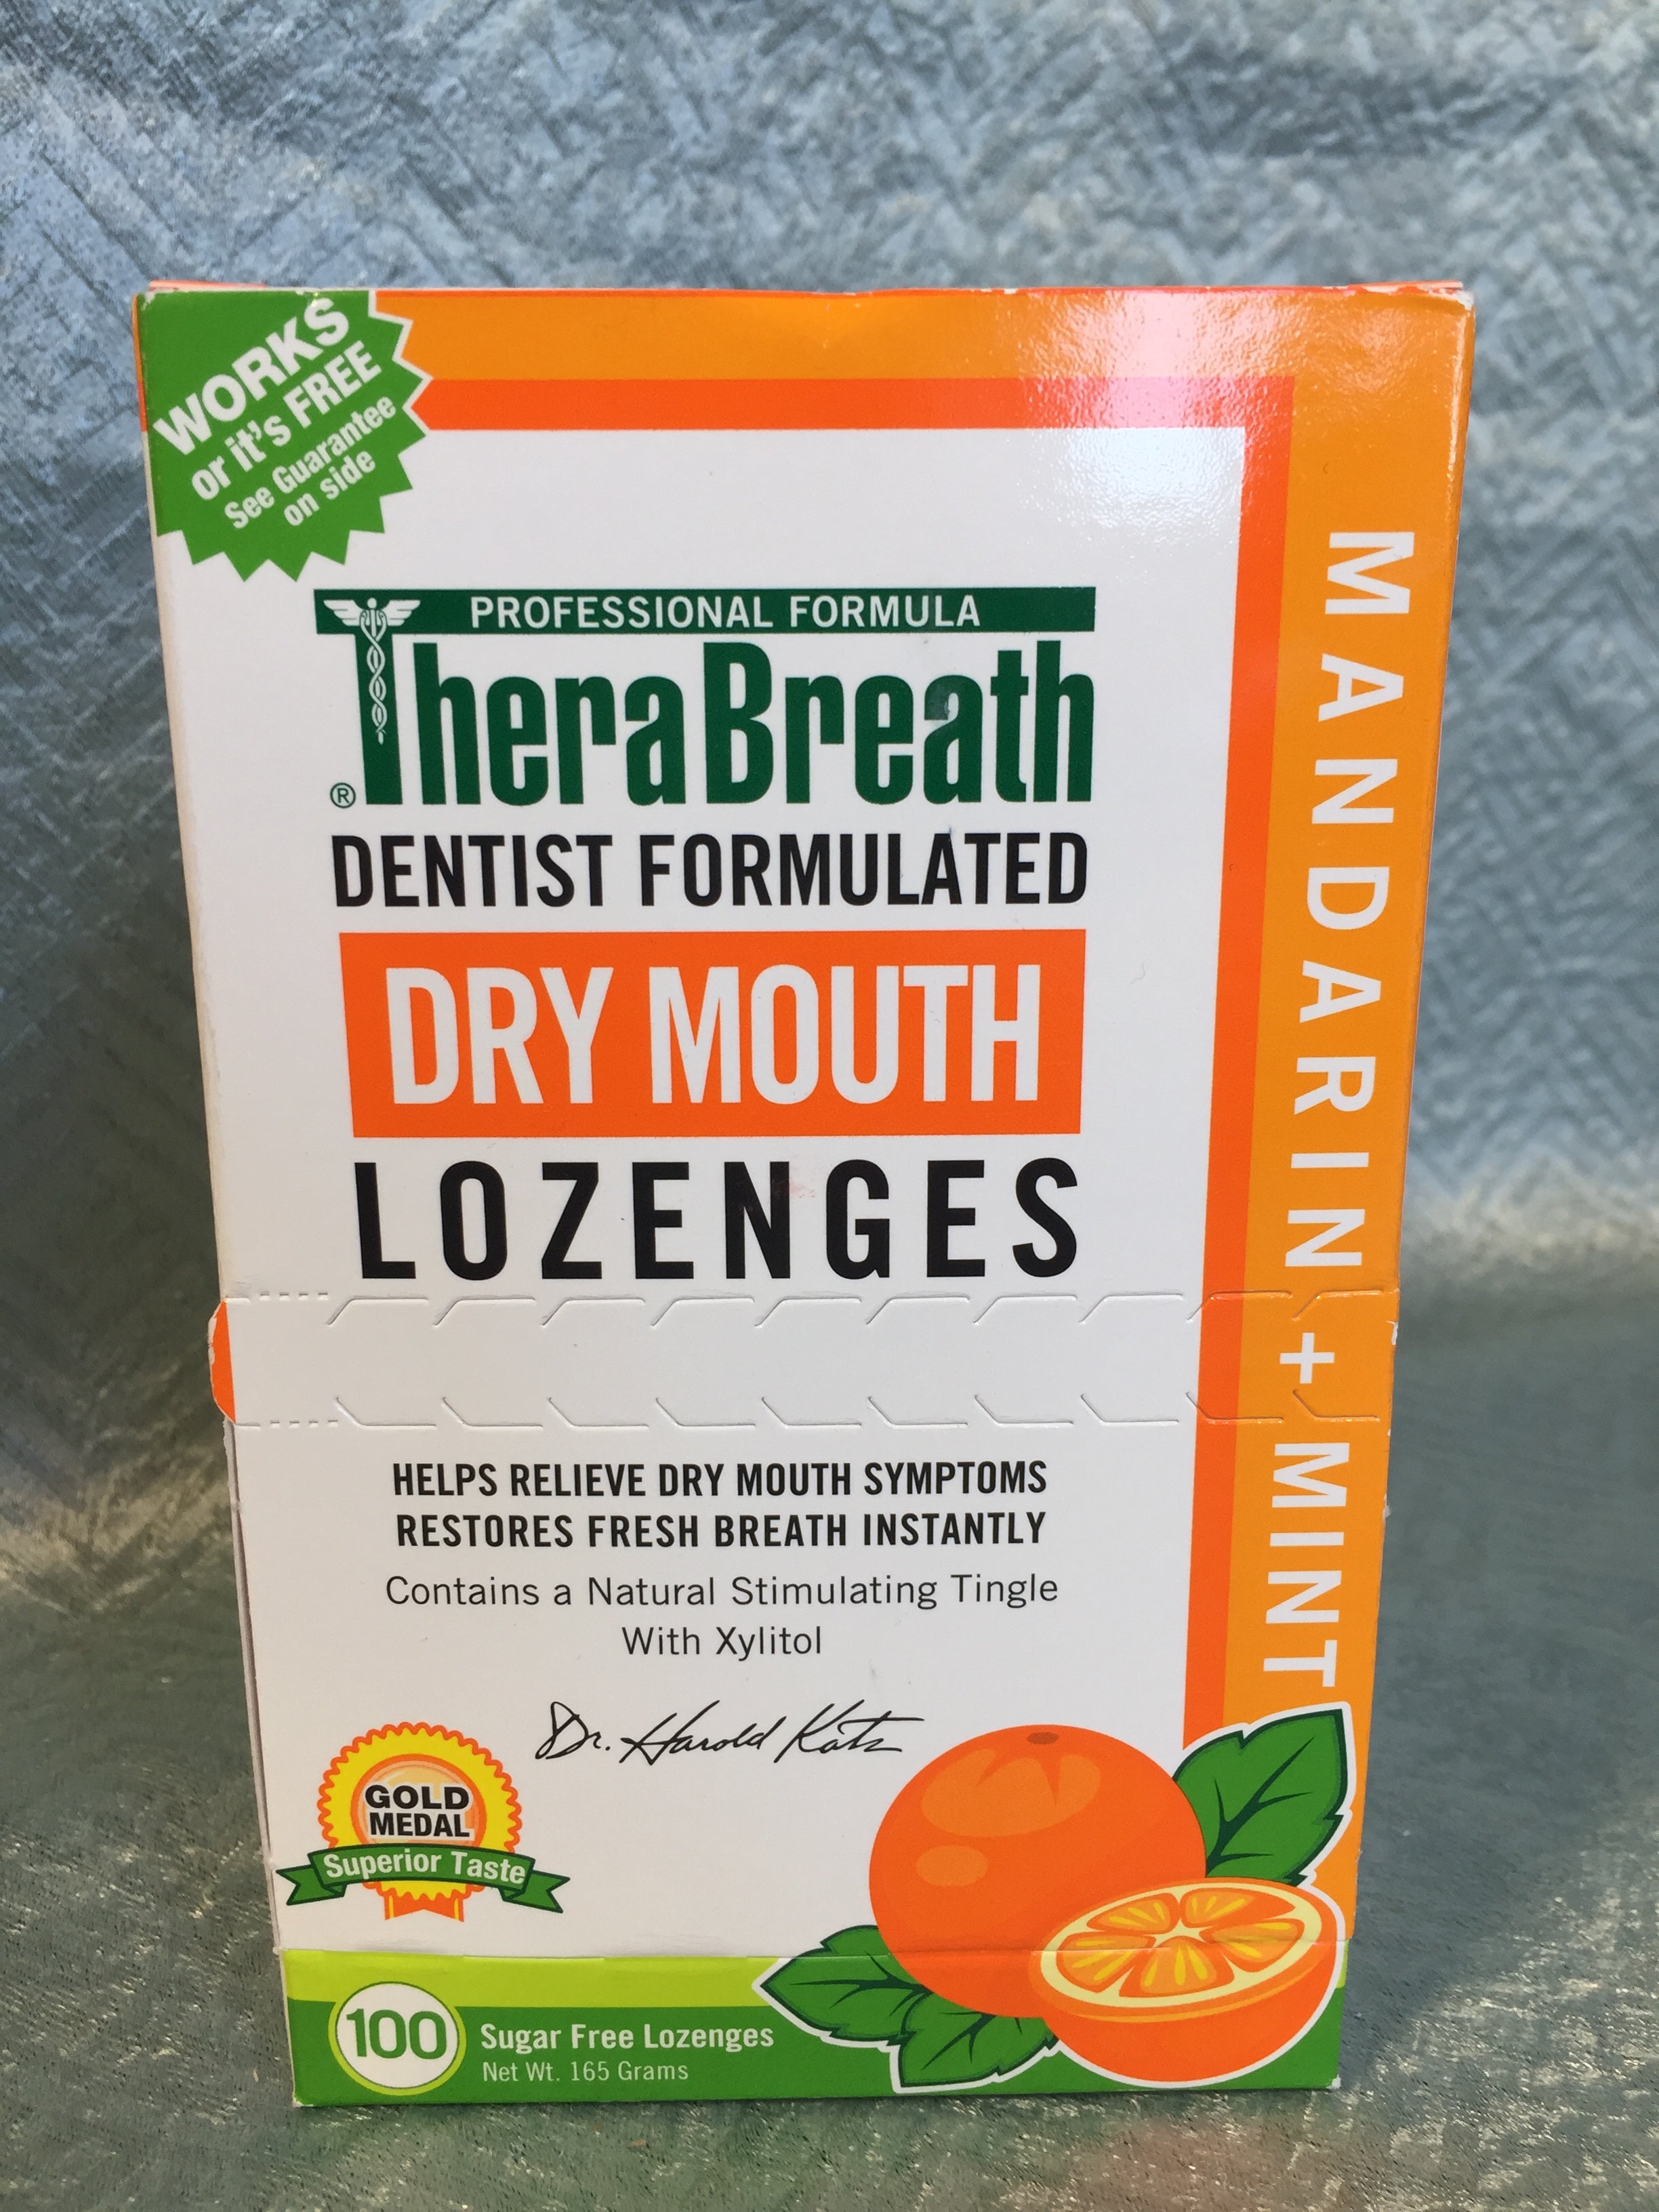 WORKS
or it's FREE
See Guarantee
on side
PROFESSIONAL FORMULA
TheraBreath
®
DENTIST FORMULATED
DRY MOUTH
LOZENGES
MANDARIN + MINT
HELPS RELIEVE DRY MOUTH SYMPTOMS
RESTORES FRESH BREATH INSTANTLY
Contains a Natural Stimulating Tingle
With Xylitol
Dr. Harold Katz
GOLD
MEDAL
Superior Taste
100
Sugar Free Lozenges
Net Wt. 165 Grams